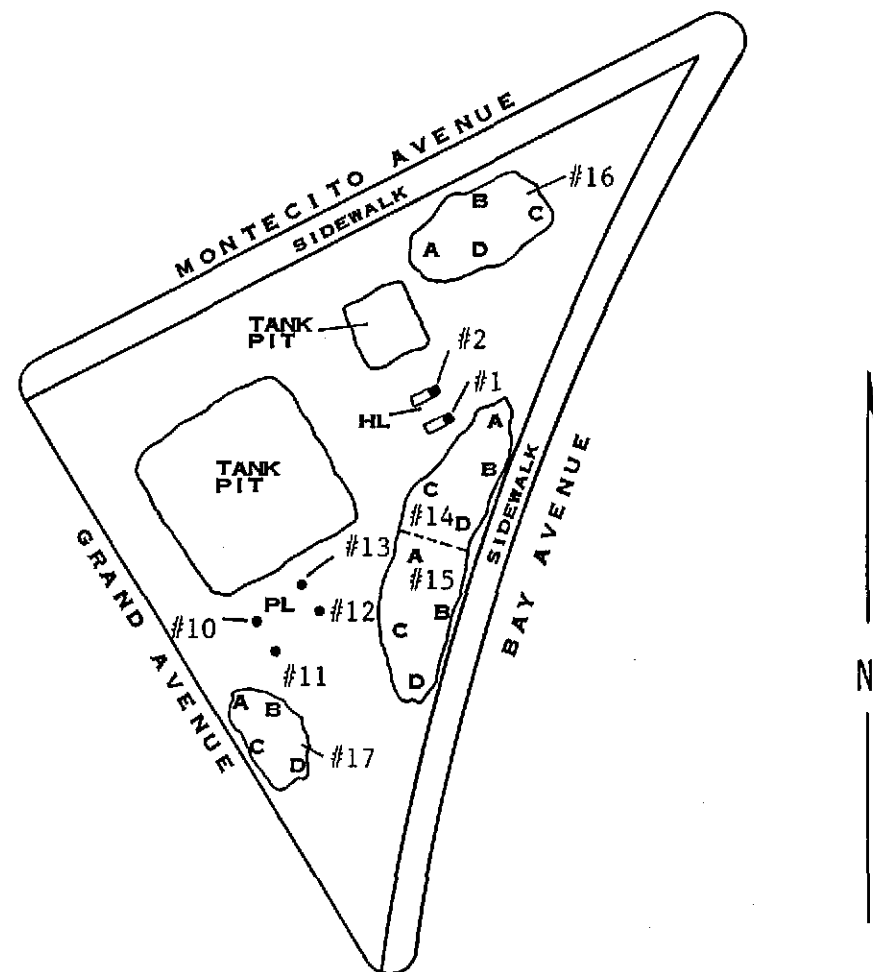 MONTECITO AVENUE
SIDEWALK
#16
B
C
A D
TANK
PIT
#2
#1
HL
A
TANK
PIT
B
C
#14 D
SIDEWALK
BAY AVENUE
GRAND AVENUE
#13
A
#15
PL
#12
B
#10
C
#11
D
A B
C
D #17
N